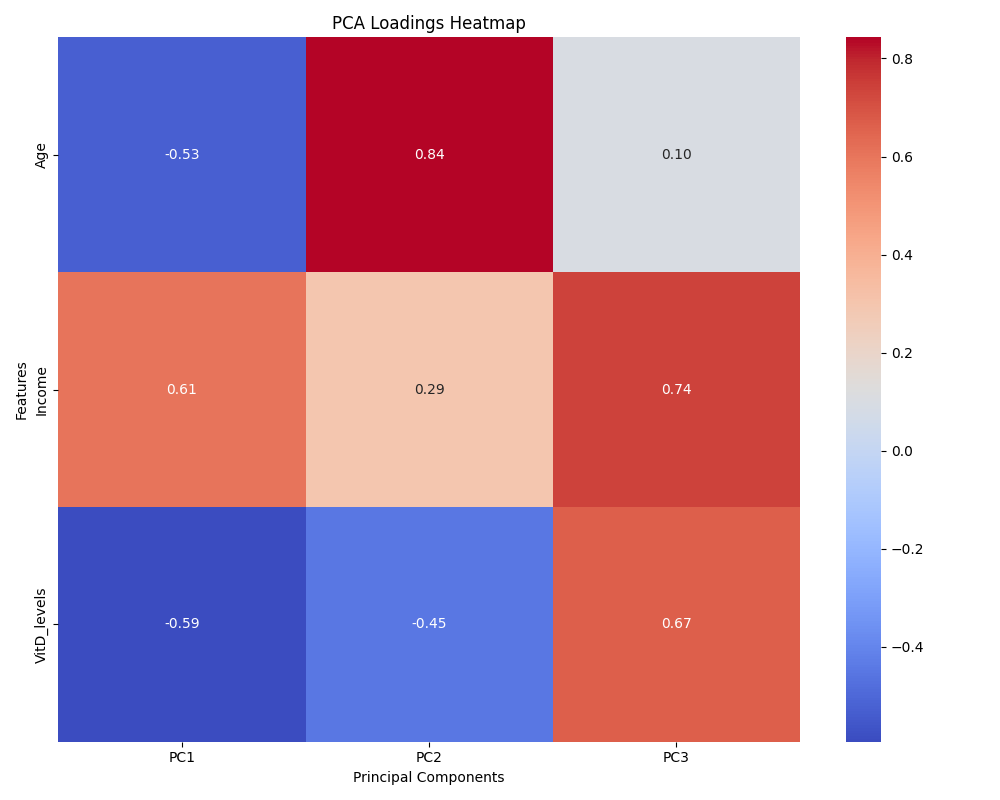 PCA Loadings Heatmap
Age
Features
Income
VitD_levels
-0.53
0.84
0.10
0.61
0.29
0.74
-0.59
-0.45
0.67
PC1
PC2
PC3
Principal Components
0.8
0.6
0.4
0.2
0.0
−0.2
−0.4